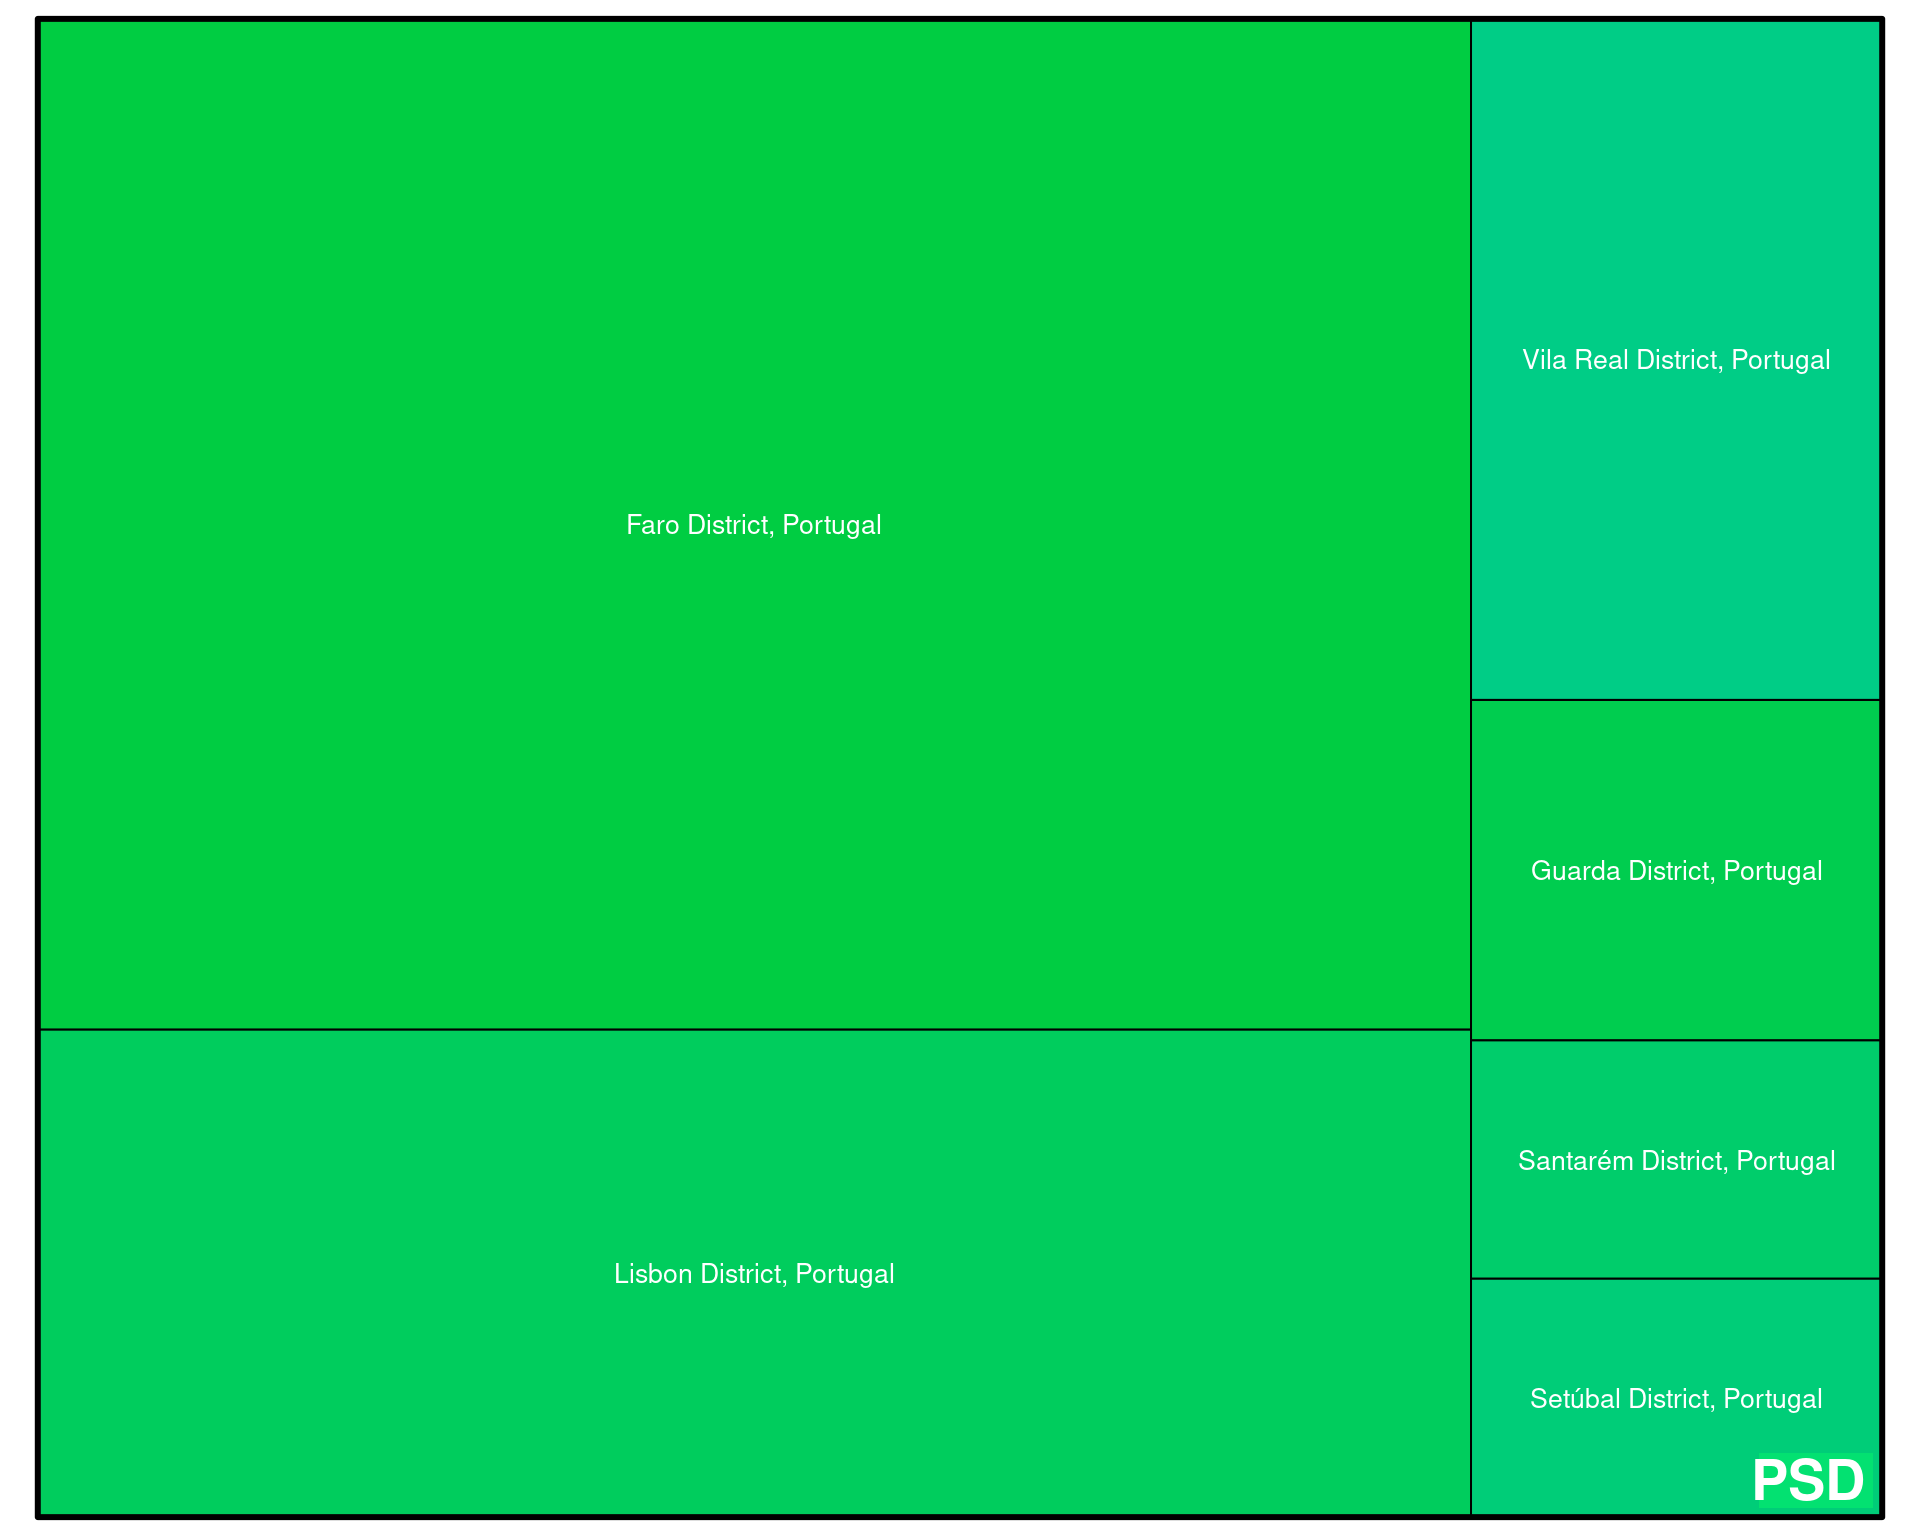 Faro District, Portugal
Lisbon District, Portugal
Vila Real District, Portugal
Guarda District, Portugal
Santarém District, Portugal
Setúbal District, Portugal
PSD